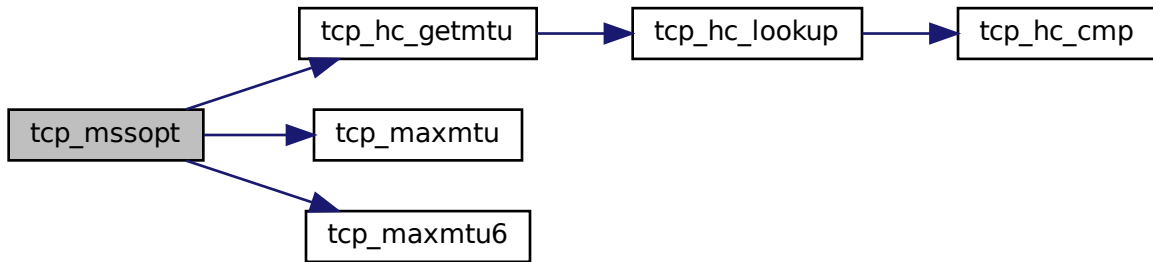 tcp_mssopt
tcp_hc_getmtu
tcp_hc_lookup
tcp_hc_cmp
tcp_maxmtu
tcp_maxmtu6